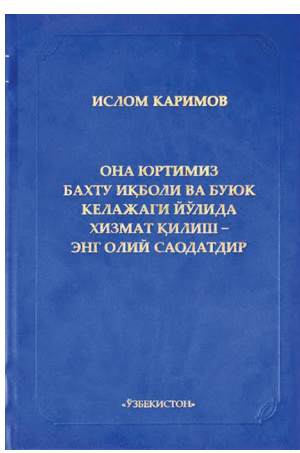 ИСЛОМ КАРИМОВ
ОНА ЮРТИМИЗ
БАХТУ ИҚБОЛИ ВА БУЮК
КЕЛАЖАГИ ЙЎЛИДА
ХИЗМАТ ҚИЛИШ –
ЭНГ ОЛИЙ САОДАТДИР
«ЎЗБЕКИСТОН»